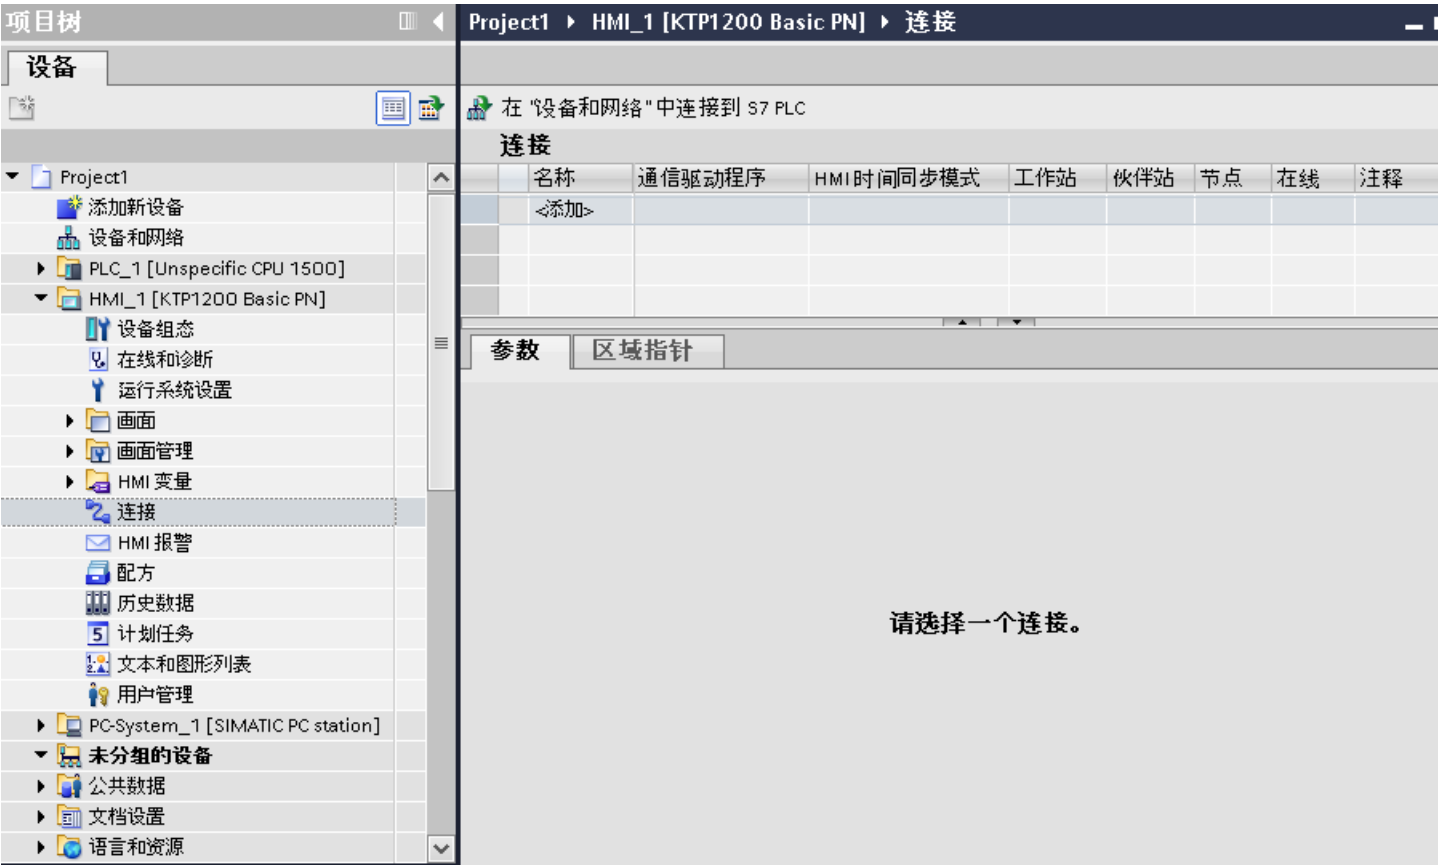 项目树
设备
Project1
添加新设备
设备和网络
PLC_1 [Unspecific CPU 1500]
HMI_1 [KTP1200 Basic PN]
设备组态
在线和诊断
运行系统设置
画面
画面管理
HMI 变量
连接
HMI 报警
配方
历史数据
计划任务
文本和图形列表
用户管理
PC-System_1 [SIMATIC PC station]
未分组的设备
公共数据
文档设置
语言和资源
Project1 HMI_1 [KTP1200 Basic PN] 连接
在 "设备和网络" 中连接到 S7 PLC
连接
名称 通信驱动程序 HMI时间同步模式 工作站 伙伴站 节点 在线 注释
<添加>
参数 区域指针
请选择一个连接。